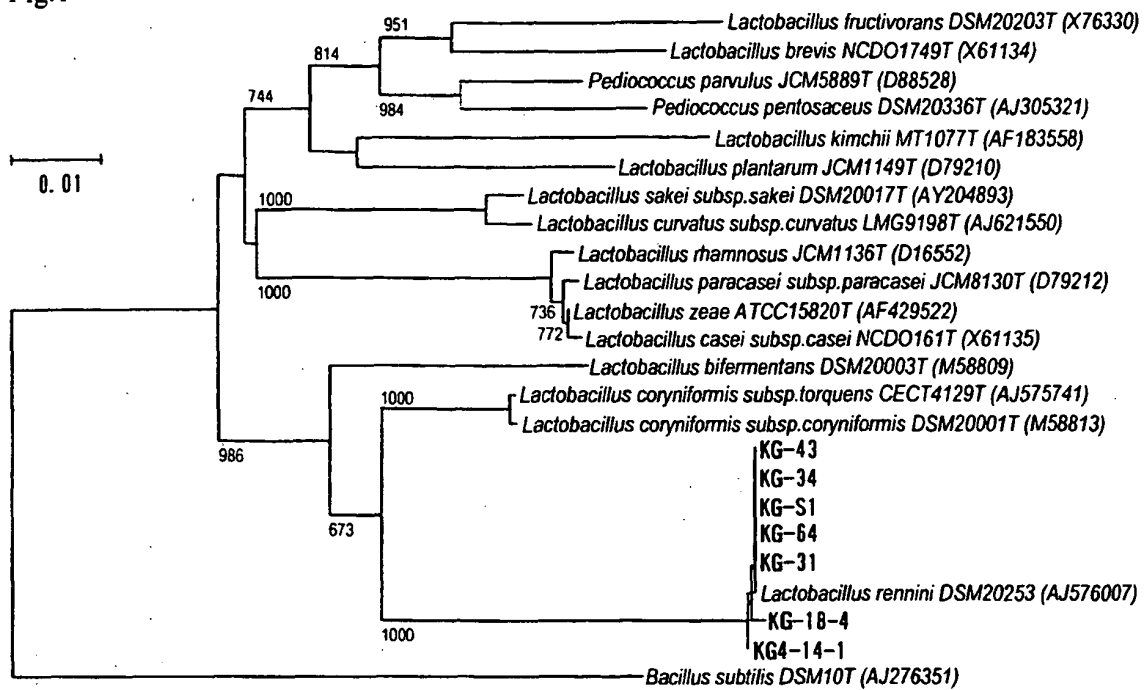 951
Lactobacillus fructivorans DSM20203T (X76330)
Lactobacillus brevis NCDO1749T (X61134)
814
Pediococcus parvulus JCM5889T (D88528)
744
984
Pediococcus pentosaceus DSM20336T (AJ305321)
Lactobacillus kimchii MT1077T (AF183558)
Lactobacillus plantarum JCM1149T (D79210)
0.01
1000
Lactobacillus sakei subsp.sakei DSM20017T (AY204893)
Lactobacillus curvatus subsp.curvatus LMG9198T (AJ621550)
Lactobacillus rhamnosus JCM1136T (D16552)
1000
Lactobacillus paracasei subsp.paracasei JCM8130T (D79212)
736
Lactobacillus zeae ATCC15820T (AF429522)
772
Lactobacillus casei subsp.casei NCDO161T (X61135)
Lactobacillus bifermentans DSM20003T (M58809)
1000
Lactobacillus coryniformis subsp.torquens CECT4129T (AJ575741)
Lactobacillus coryniformis subsp.coryniformis DSM20001T (M58813)
986
KG-43
KG-34
KG-S1
673
KG-64
KG-31
Lactobacillus rennini DSM20253 (AJ576007)
KG-18-4
1000
KG4-14-1
Bacillus subtilis DSM10T (AJ276351)